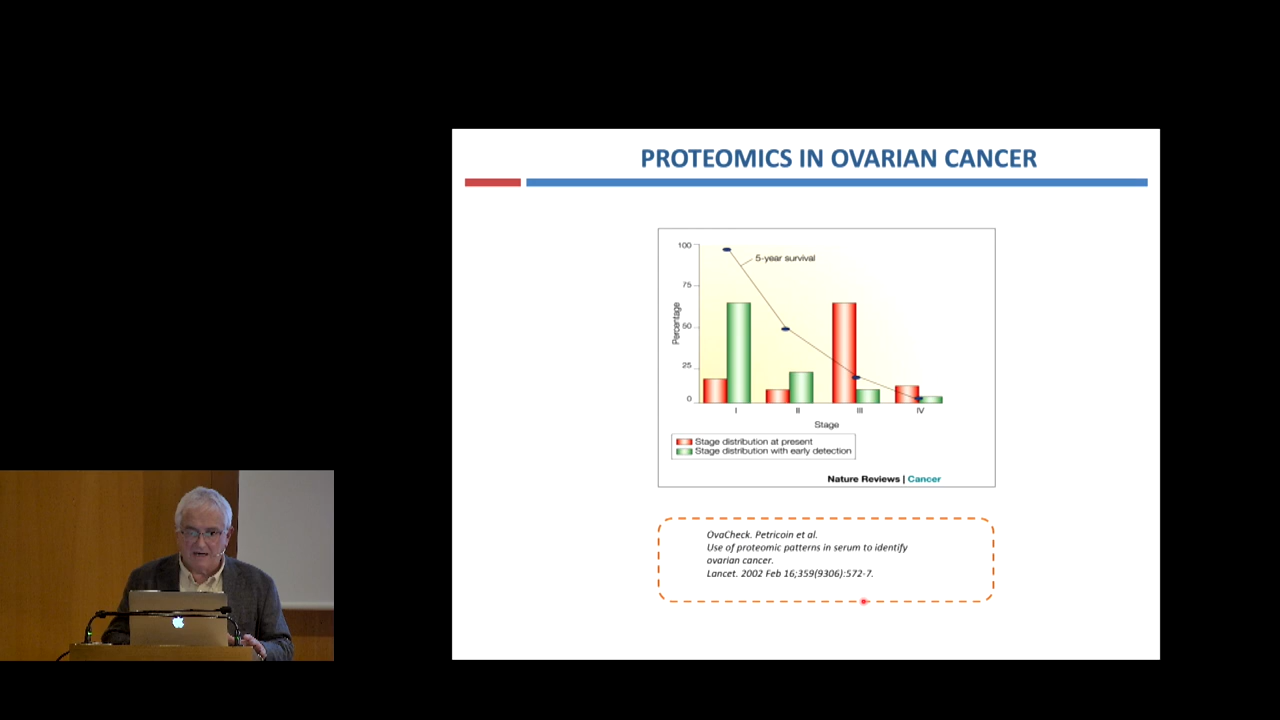 PROTEOMICS IN OVARIAN CANCER
100
75
50
25
0
Percentage
5-year survival
I
II
III
IV
Stage
Stage distribution at present
Stage distribution with early detection
Nature Reviews | Cancer
OvaCheck. Petricoin et al.
Use of proteomic patterns in serum to identify
ovarian cancer.
Lancet. 2002 Feb 16;359(9306):572-7.